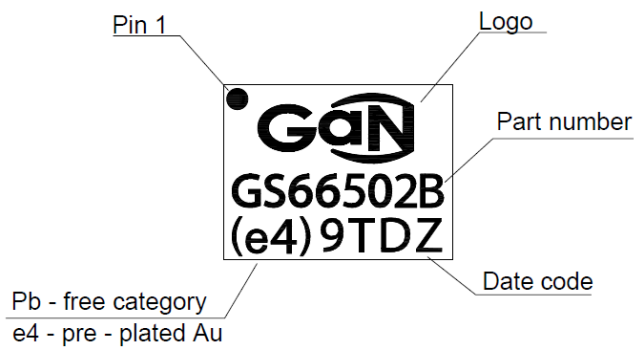 Pin 1
Logo
GaN
Part number
GS66502B
(e4) 9TDZ
Date code
Pb - free category
e4 - pre - plated Au